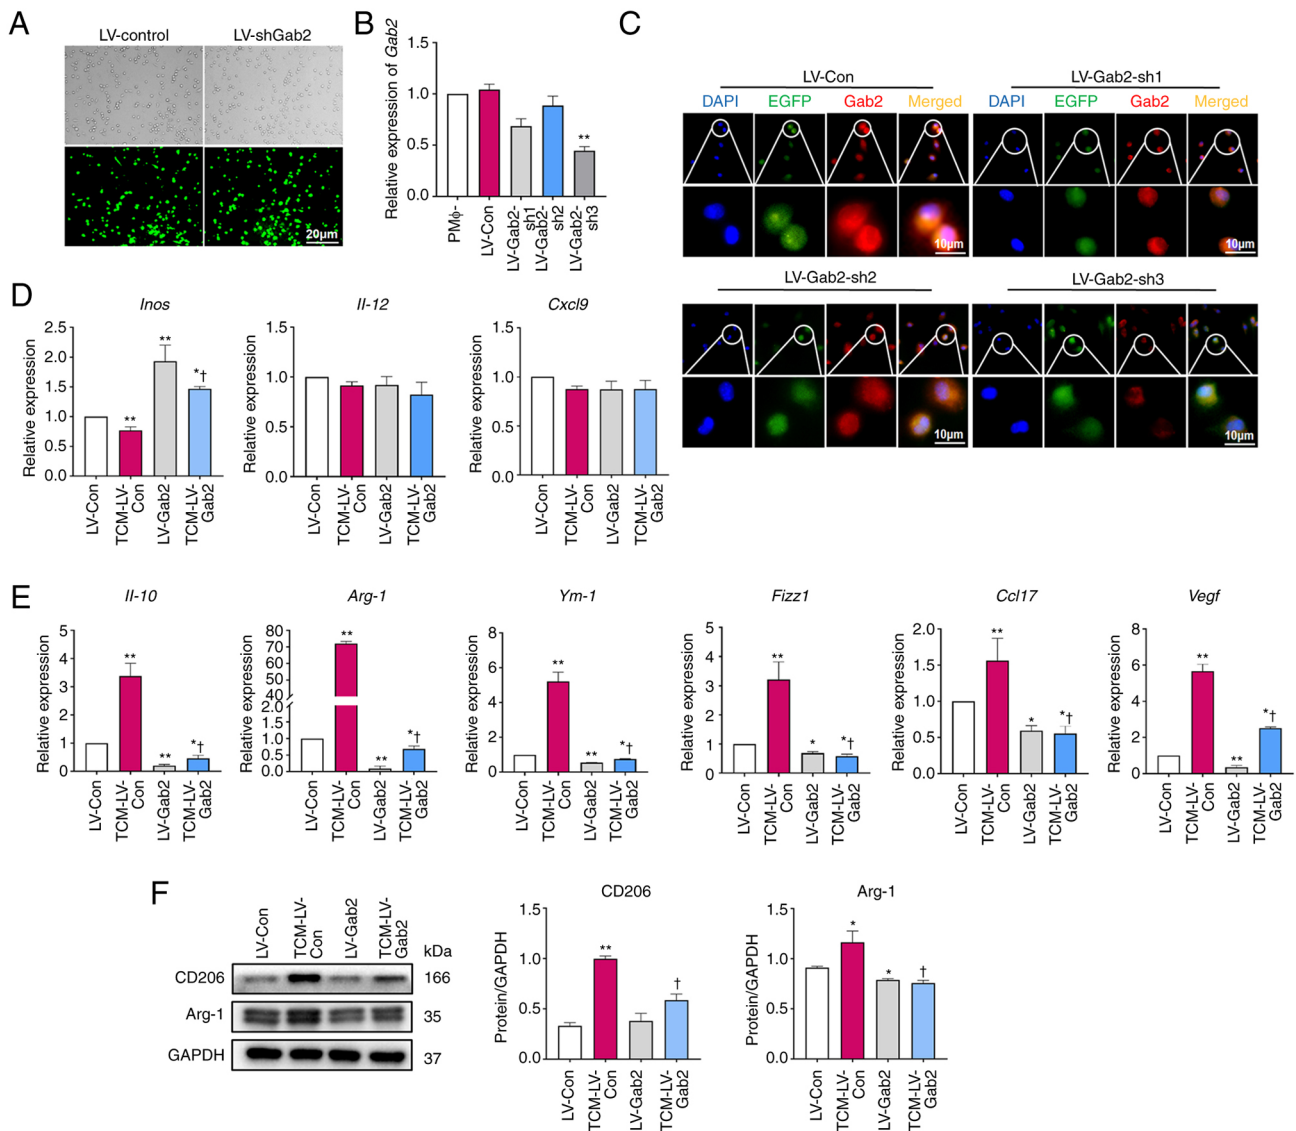 A
LV-control
LV-shGab2
20μm
B
Relative expression of Gab2
1.5
1.0
0.5
0.0
**
PMϕ-
LV-Con
LV-Gab2-
sh1
LV-Gab2-
sh2
LV-Gab2-
sh3
C
LV-Con
DAPI EGFP Gab2 Merged
10μm
LV-Gab2-sh1
DAPI EGFP Gab2 Merged
10μm
LV-Gab2-sh2
10μm
LV-Gab2-sh3
10μm
D
Inos
Relative expression
2.5
2.0
1.5
1.0
0.5
0.0
**
**
*†
LV-Con
TCM-LV-
Con
LV-Gab2
TCM-LV-
Gab2
Il-12
Relative expression
1.5
1.0
0.5
0.0
LV-Con
TCM-LV-
Con
LV-Gab2
TCM-LV-
Gab2
Cxcl9
Relative expression
1.5
1.0
0.5
0.0
LV-Con
TCM-LV-
Con
LV-Gab2
TCM-LV-
Gab2
E
Il-10
Relative expression
5
4
3
2
1
0
**
**
*†
LV-Con
TCM-LV-
Con
LV-Gab2
TCM-LV-
Gab2
Arg-1
Relative expression
80
70
60
50
40
2.0
1.5
1.0
0.5
0.0
**
**
*†
LV-Con
TCM-LV-
Con
LV-Gab2
TCM-LV-
Gab2
Ym-1
Relative expression
8
6
4
2
0
**
**
*†
LV-Con
TCM-LV-
Con
LV-Gab2
TCM-LV-
Gab2
Fizz1
Relative expression
5
4
3
2
1
0
**
*
*†
LV-Con
TCM-LV-
Con
LV-Gab2
TCM-LV-
Gab2
Ccl17
Relative expression
2.0
1.5
1.0
0.5
0.0
**
*
*†
LV-Con
TCM-LV-
Con
LV-Gab2
TCM-LV-
Gab2
Vegf
Relative expression
8
6
4
2
0
**
**
*†
LV-Con
TCM-LV-
Con
LV-Gab2
TCM-LV-
Gab2
F
LV-Con
TCM-LV-
Con
LV-Gab2
TCM-LV-
Gab2
kDa
CD206 166
Arg-1 35
GAPDH 37
CD206
Protein/GAPDH
1.5
1.0
0.5
0.0
**
†
LV-Con
TCM-LV-
Con
LV-Gab2
TCM-LV-
Gab2
Arg-1
Protein/GAPDH
1.5
1.0
0.5
0.0
*
*
†
LV-Con
TCM-LV-
Con
LV-Gab2
TCM-LV-
Gab2